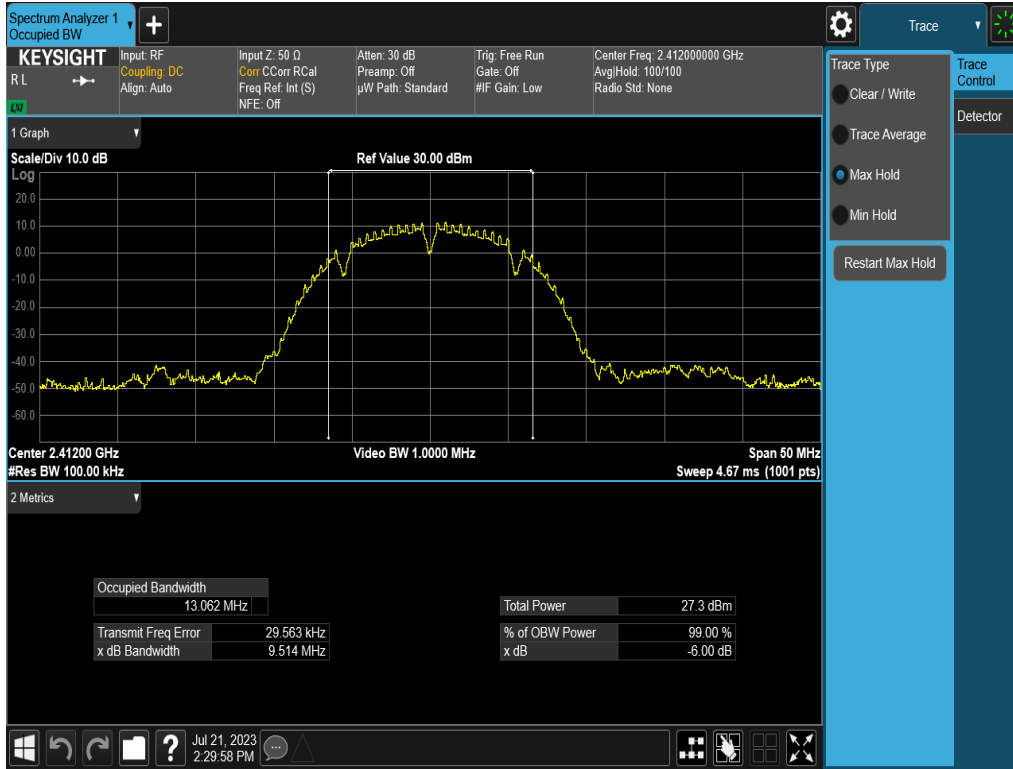 Spectrum Analyzer 1
Occupied BW
Trace
KEYSIGHT
R L
LXI
Input: RF
Coupling: DC
Align: Auto
Input Z: 50 Ω
Corr CCorr RCal
Freq Ref: Int (S)
NFE: Off
Atten: 30 dB
Preamp: Off
µW Path: Standard
Trig: Free Run
Gate: Off
#IF Gain: Low
Center Freq: 2.412000000 GHz
Avg|Hold: 100/100
Radio Std: None
Trace Type
Clear / Write
Trace Average
Max Hold
Min Hold
Restart Max Hold
Trace
Control
Detector
1 Graph
Scale/Div 10.0 dB
Ref Value 30.00 dBm
Log
20.0
10.0
0.00
-10.0
-20.0
-30.0
-40.0
-50.0
-60.0
Center 2.41200 GHz
Video BW 1.0000 MHz
Span 50 MHz
#Res BW 100.00 kHz
Sweep 4.67 ms (1001 pts)
2 Metrics
Occupied Bandwidth
13.062 MHz
Total Power 27.3 dBm
Transmit Freq Error 29.563 kHz
% of OBW Power 99.00 %
x dB Bandwidth 9.514 MHz
x dB -6.00 dB
Jul 21, 2023
2:29:58 PM